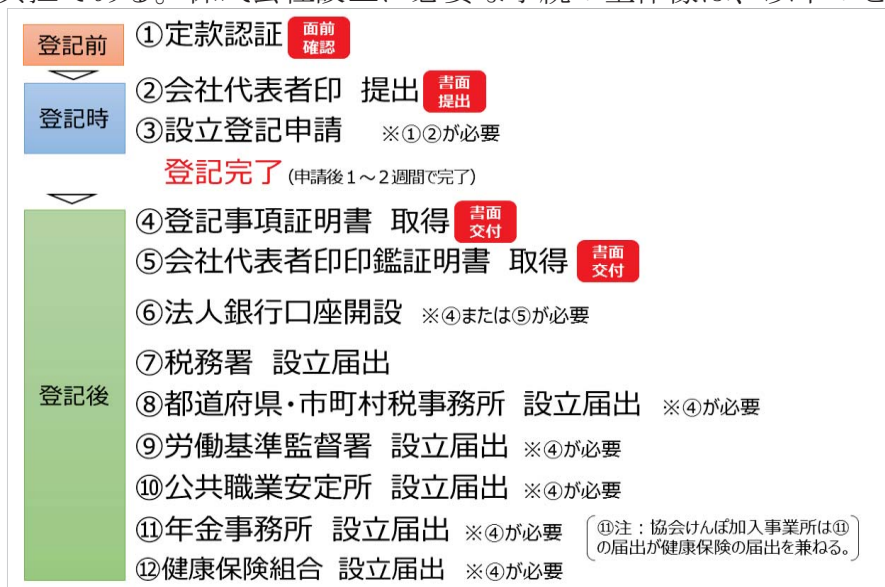 登記前
①定款認証 面前確認
登記時
②会社代表者印 提出 書面提出
③設立登記申請 ※①②が必要
登記完了(申請後1~2週間で完了)
登記後
④登記事項証明書 取得 書面交付
⑤会社代表者印印鑑証明書 取得 書面交付
⑥法人銀行口座開設 ※④または⑤が必要
⑦税務署 設立届出
⑧都道府県・市町村税事務所 設立届出 ※④が必要
⑨労働基準監督署 設立届出 ※④が必要
⑩公共職業安定所 設立届出 ※④が必要
⑪年金事務所 設立届出 ※④が必要
⑪注:協会けんぽ加入事業所は⑪
の届出が健康保険の届出を兼ねる。
⑫健康保険組合 設立届出 ※④が必要